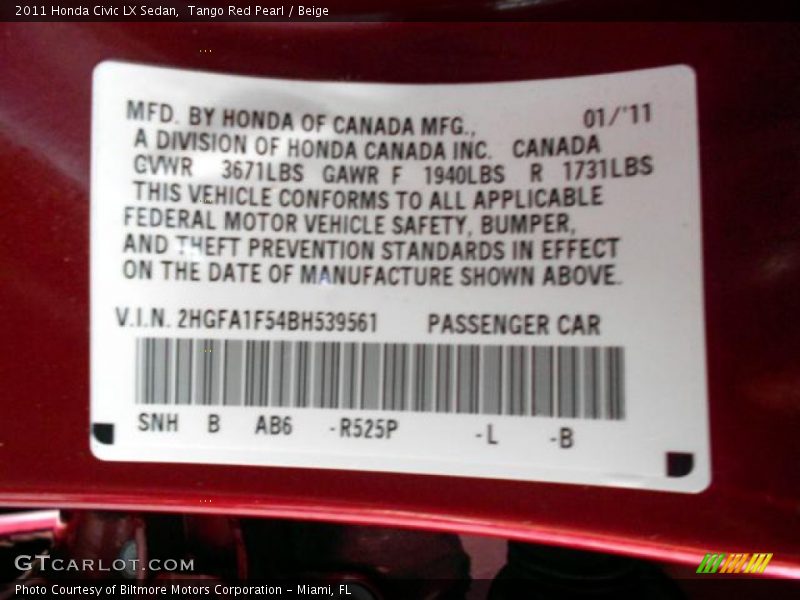 2011 Honda Civic LX Sedan,  Tango Red Pearl / Beige
MFD. BY HONDA OF CANADA MFG., 01/'11
A DIVISION OF HONDA CANADA INC. CANADA
GVWR 3671LBS GAWR F 1940LBS R 1731LBS
THIS VEHICLE CONFORMS TO ALL APPLICABLE
FEDERAL MOTOR VEHICLE SAFETY, BUMPER,
AND THEFT PREVENTION STANDARDS IN EFFECT
ON THE DATE OF MANUFACTURE SHOWN ABOVE.
V.I.N. 2HGFA1F54BH539561 PASSENGER CAR
SNH B AB6 -R525P -L -B
GTCARLOT.COM
Photo Courtesy of Biltmore Motors Corporation - Miami, FL